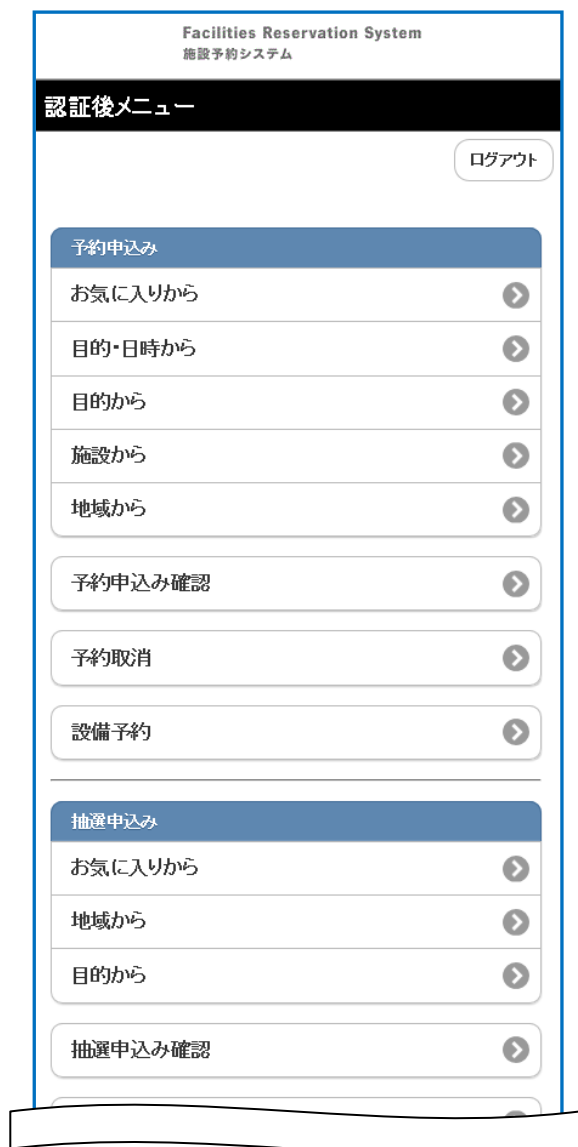 Facilities Reservation System
施設予約システム
認証後メニュー
ログアウト
予約申込み
お気に入りから
目的・日時から
目的から
施設から
地域から
予約申込み確認
予約取消
設備予約
抽選申込み
お気に入りから
地域から
目的から
抽選申込み確認